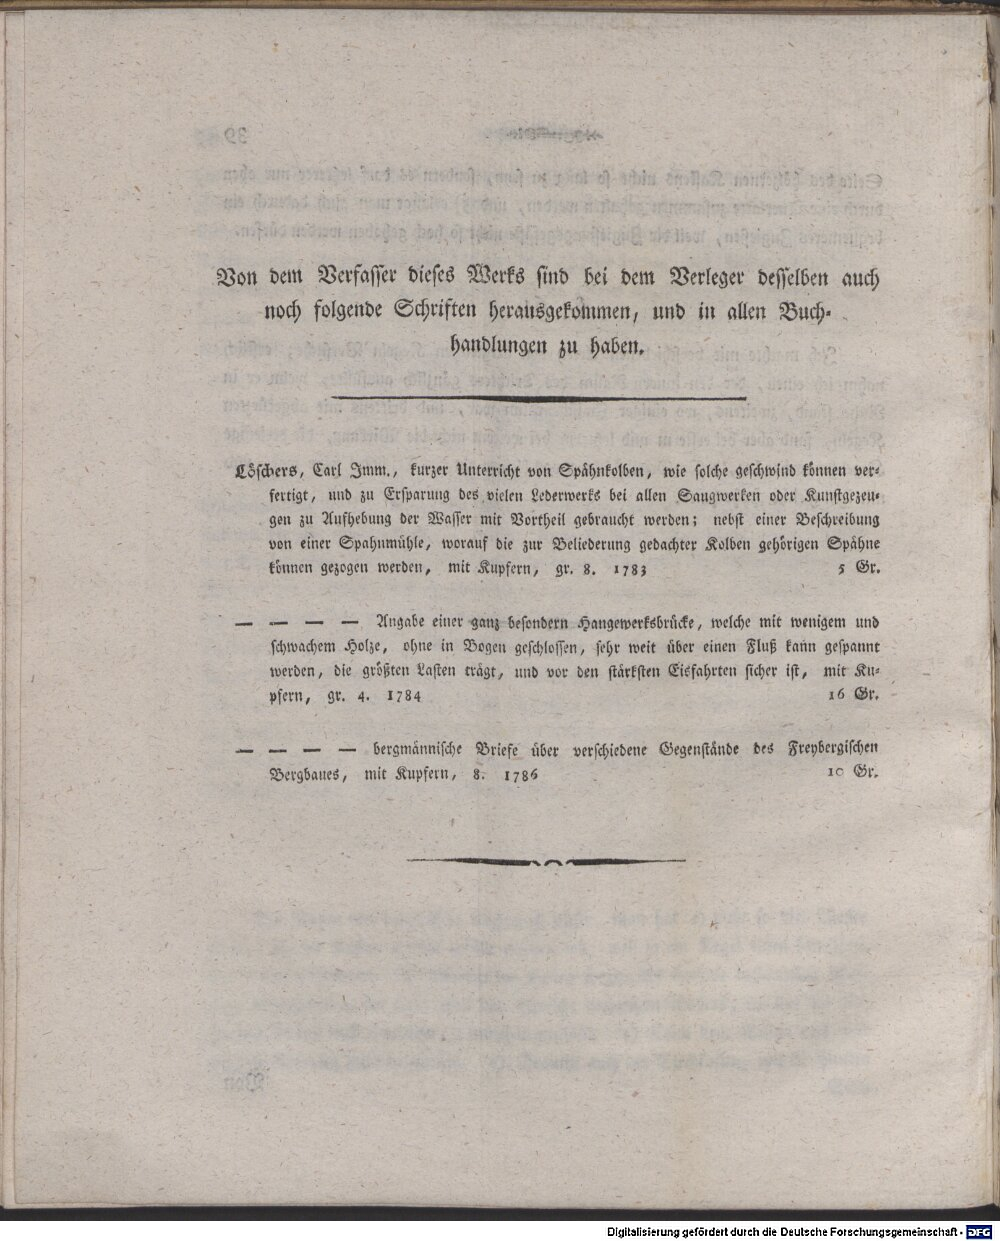 Von dem Verfasser dieses Werks sind bei dem Verleger desselben auch
noch folgende Schriften herausgekommen, und in allen Buch-
handlungen zu haben.
Löschers, Carl Imm., kurzer Unterricht von Spähnkolben, wie solche geschwind können ver-
fertigt, und zu Ersparung des vielen Lederwerks bei allen Saugwerken oder Kunstgezeu-
gen zu Aufhebung der Wasser mit Vortheil gebraucht werden; nebst einer Beschreibung
von einer Spahnmühle, worauf die zur Beliederung gedachter Kolben gehörigen Spähne
können gezogen werden, mit Kupfern, gr. 8. 1783 5 Gr.
— — — — Angabe einer ganz besondern Hangewerksbrücke, welche mit wenigem und
schwachem Holze, ohne in Bogen geschlossen, sehr weit über einen Fluß kann gespannt
werden, die größten Lasten trägt, und vor den stärksten Eisfahrten sicher ist, mit Ku-
pfern, gr. 4. 1784 16 Gr.
— — — — bergmännische Briefe über verschiedene Gegenstände des Freybergischen
Bergbaues, mit Kupfern, 8. 1786 10 Gr.
Digitalisierung gefördert durch die Deutsche Forschungsgemeinschaft - DFG